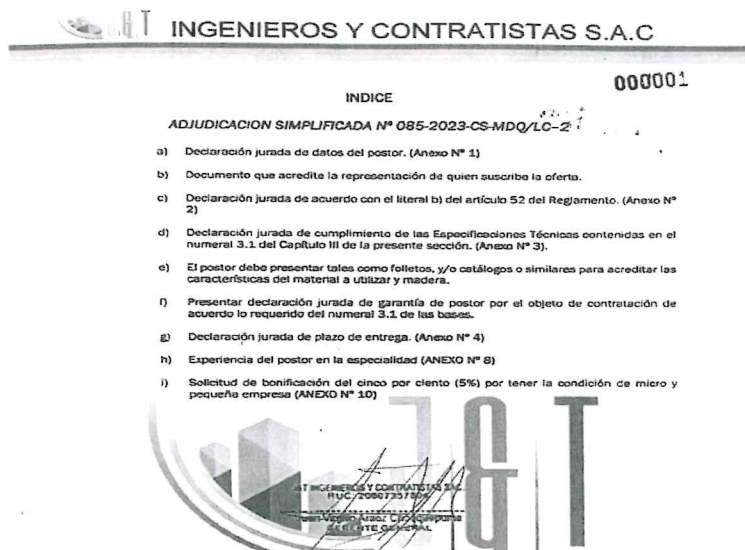 J&T INGENIEROS Y CONTRATISTAS S.A.C
000001
INDICE
ADJUDICACION SIMPLIFICADA Nº 085-2023-CS-MDQ/LC-2
a) Declaración jurada de datos del postor. (Anexo Nº 1)
b) Documento que acredite la representación de quien suscribe la oferta.
c) Declaración jurada de acuerdo con el literal b) del artículo 52 del Reglamento. (Anexo Nº
2)
d) Declaración jurada de cumplimiento de las Especificaciones Técnicas contenidas en el
numeral 3.1 del Capítulo III de la presente sección. (Anexo Nº 3).
e) El postor debe presentar tales como folletos, y/o catálogos o similares para acreditar las
características del material a utilizar y madera.
f) Presentar declaración jurada de garantía de postor por el objeto de contratación de
acuerdo lo requerido del numeral 3.1 de las bases.
g) Declaración jurada de plazo de entrega. (Anexo Nº 4)
h) Experiencia del postor en la especialidad (ANEXO Nº 8)
i) Solicitud de bonificación del cinco por ciento (5%) por tener la condición de micro y
pequeña empresa (ANEXO Nº 10)
J&T
J&T INGENIEROS Y CONTRATISTAS SAC
RUC.
GERENTE GENERAL